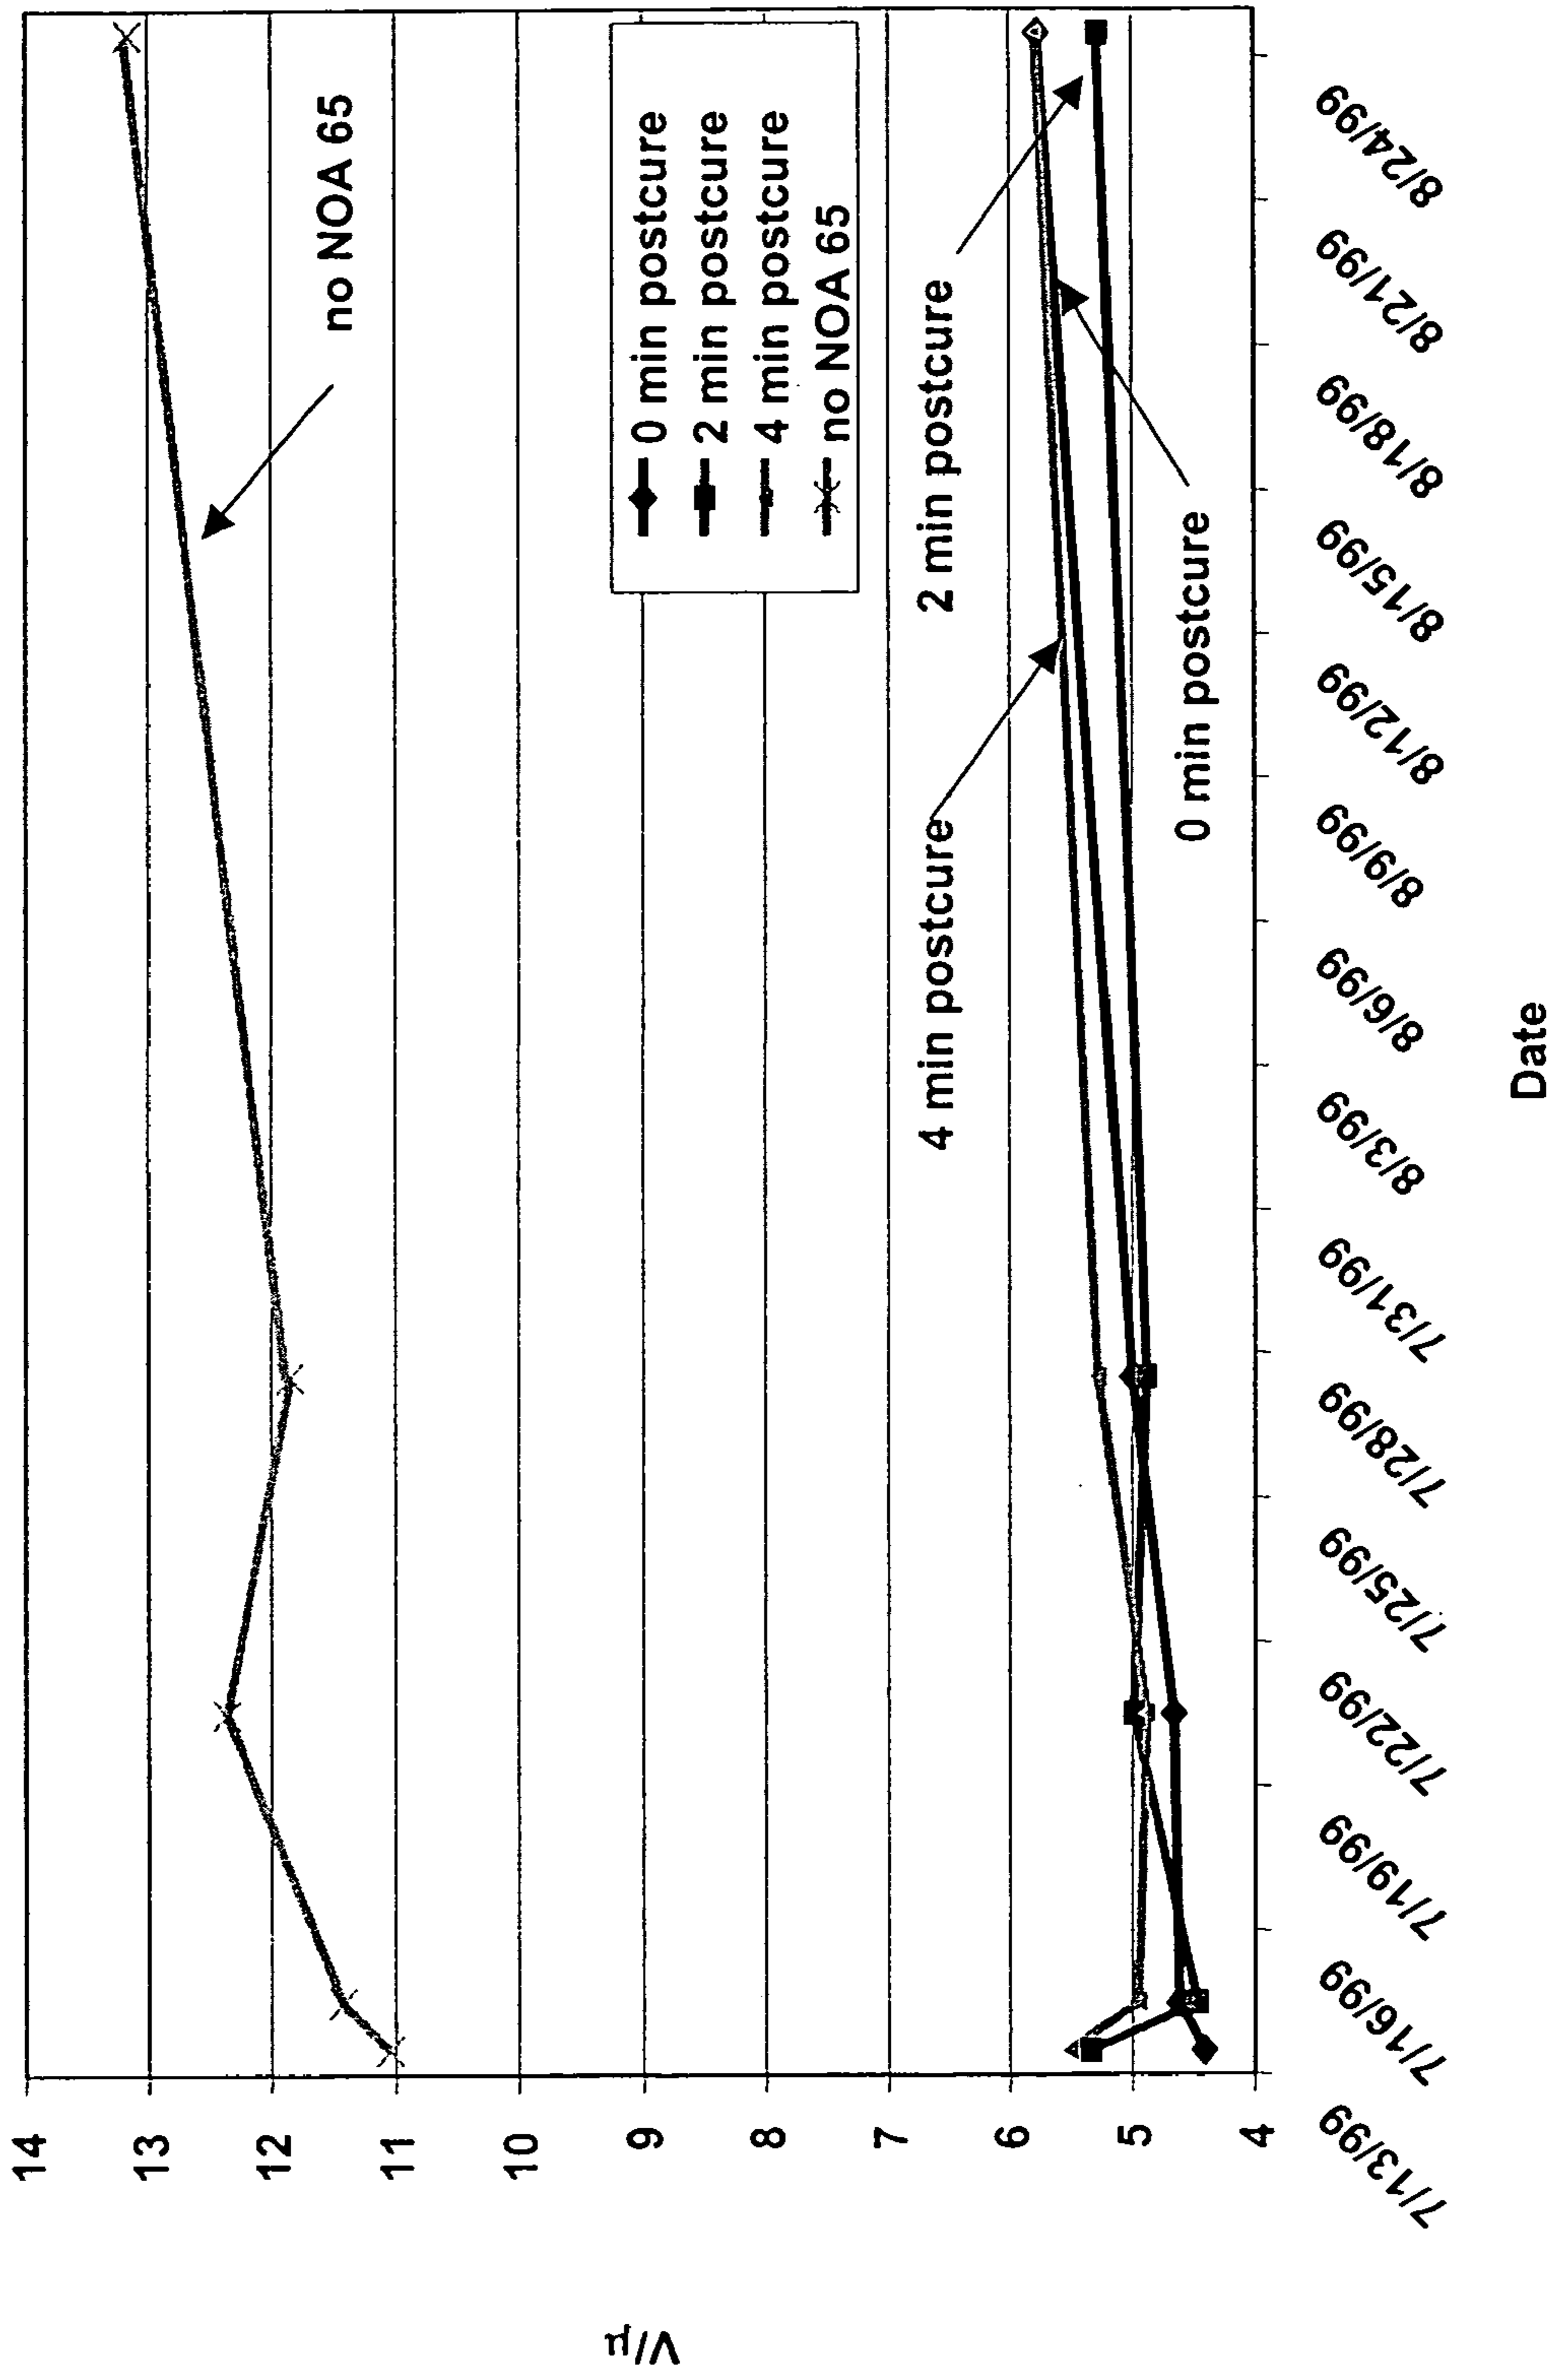 V/μ
14
13
12
11
10
9
8
7
6
5
4
no NOA 65
0 min postcure
2 min postcure
4 min postcure
no NOA 65
4 min postcure
2 min postcure
0 min postcure
7/13/99
7/16/99
7/19/99
7/22/99
7/25/99
7/28/99
7/31/99
8/3/99
8/6/99
8/9/99
8/12/99
8/15/99
8/18/99
8/21/99
8/24/99
Date